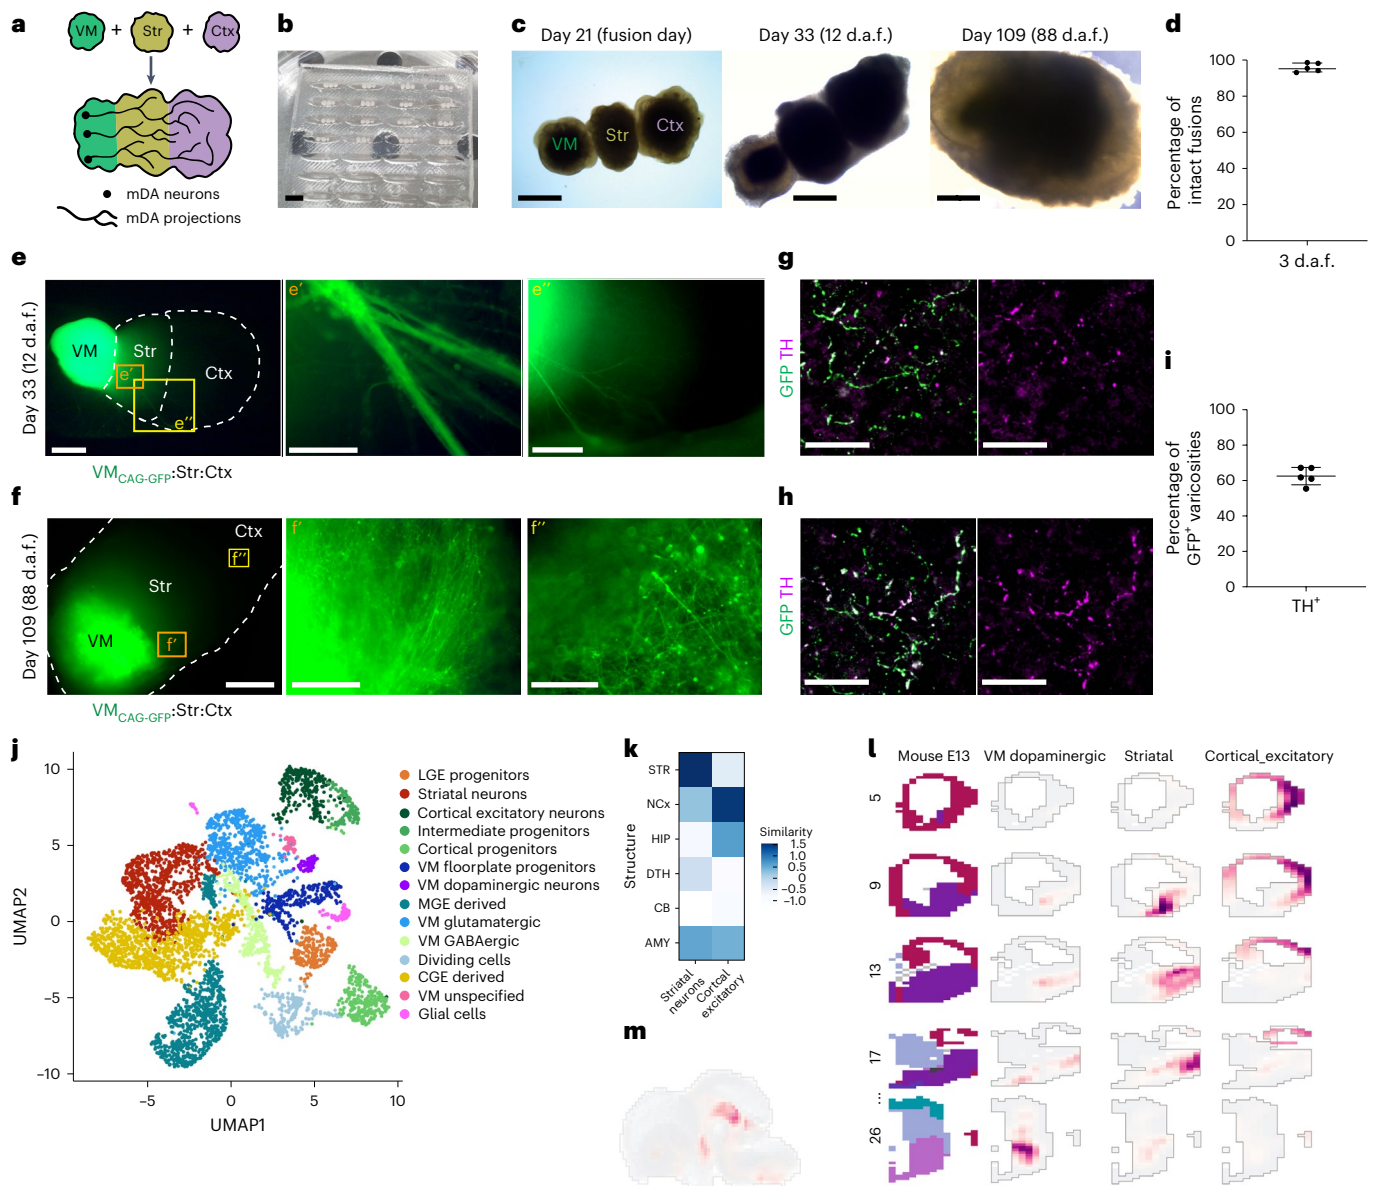 a
VM + Str + Ctx
mDA neurons
mDA projections
b
c
Day 21 (fusion day)
Day 33 (12 d.a.f.)
Day 109 (88 d.a.f.)
VM
Str
Ctx
d
Percentage of
intact fusions
100
80
60
40
20
0
3 d.a.f.
e
Day 33 (12 d.a.f.)
VM
Str
Ctx
e'
e''
e'
e''
VMCAG-GFP:Str:Ctx
f
Day 109 (88 d.a.f.)
VM
Str
Ctx
f'
f''
f'
f''
VMCAG-GFP:Str:Ctx
g
GFP TH
h
GFP TH
i
Percentage of
GFP+ varicosities
100
80
60
40
20
0
TH+
j
UMAP2
10
5
0
−5
−10
−5
0
5
10
UMAP1
LGE progenitors
Striatal neurons
Cortical excitatory neurons
Intermediate progenitors
Cortical progenitors
VM floorplate progenitors
VM dopaminergic neurons
MGE derived
VM glutamatergic
VM GABAergic
Dividing cells
CGE derived
VM unspecified
Glial cells
k
Structure
STR
NCx
HIP
DTH
CB
AMY
Striatal
neurons
Cortcal
excitatory
Similarity
1.5
1.0
0.5
0
−0.5
−1.0
l
Mouse E13
VM dopaminergic
Striatal
Cortical_excitatory
5
9
13
17
...
26
m